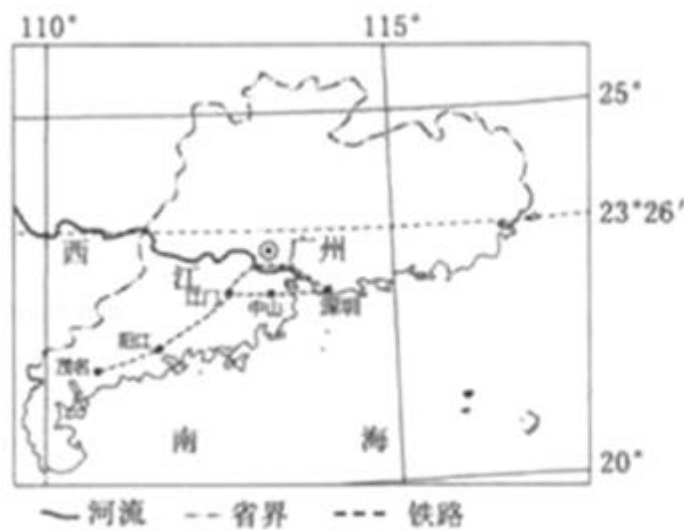 110° 115°
25°
23°26′
广州
西
江
江门
中山
深圳
阳江
茂名
南 海
20°
河流 省界 铁路